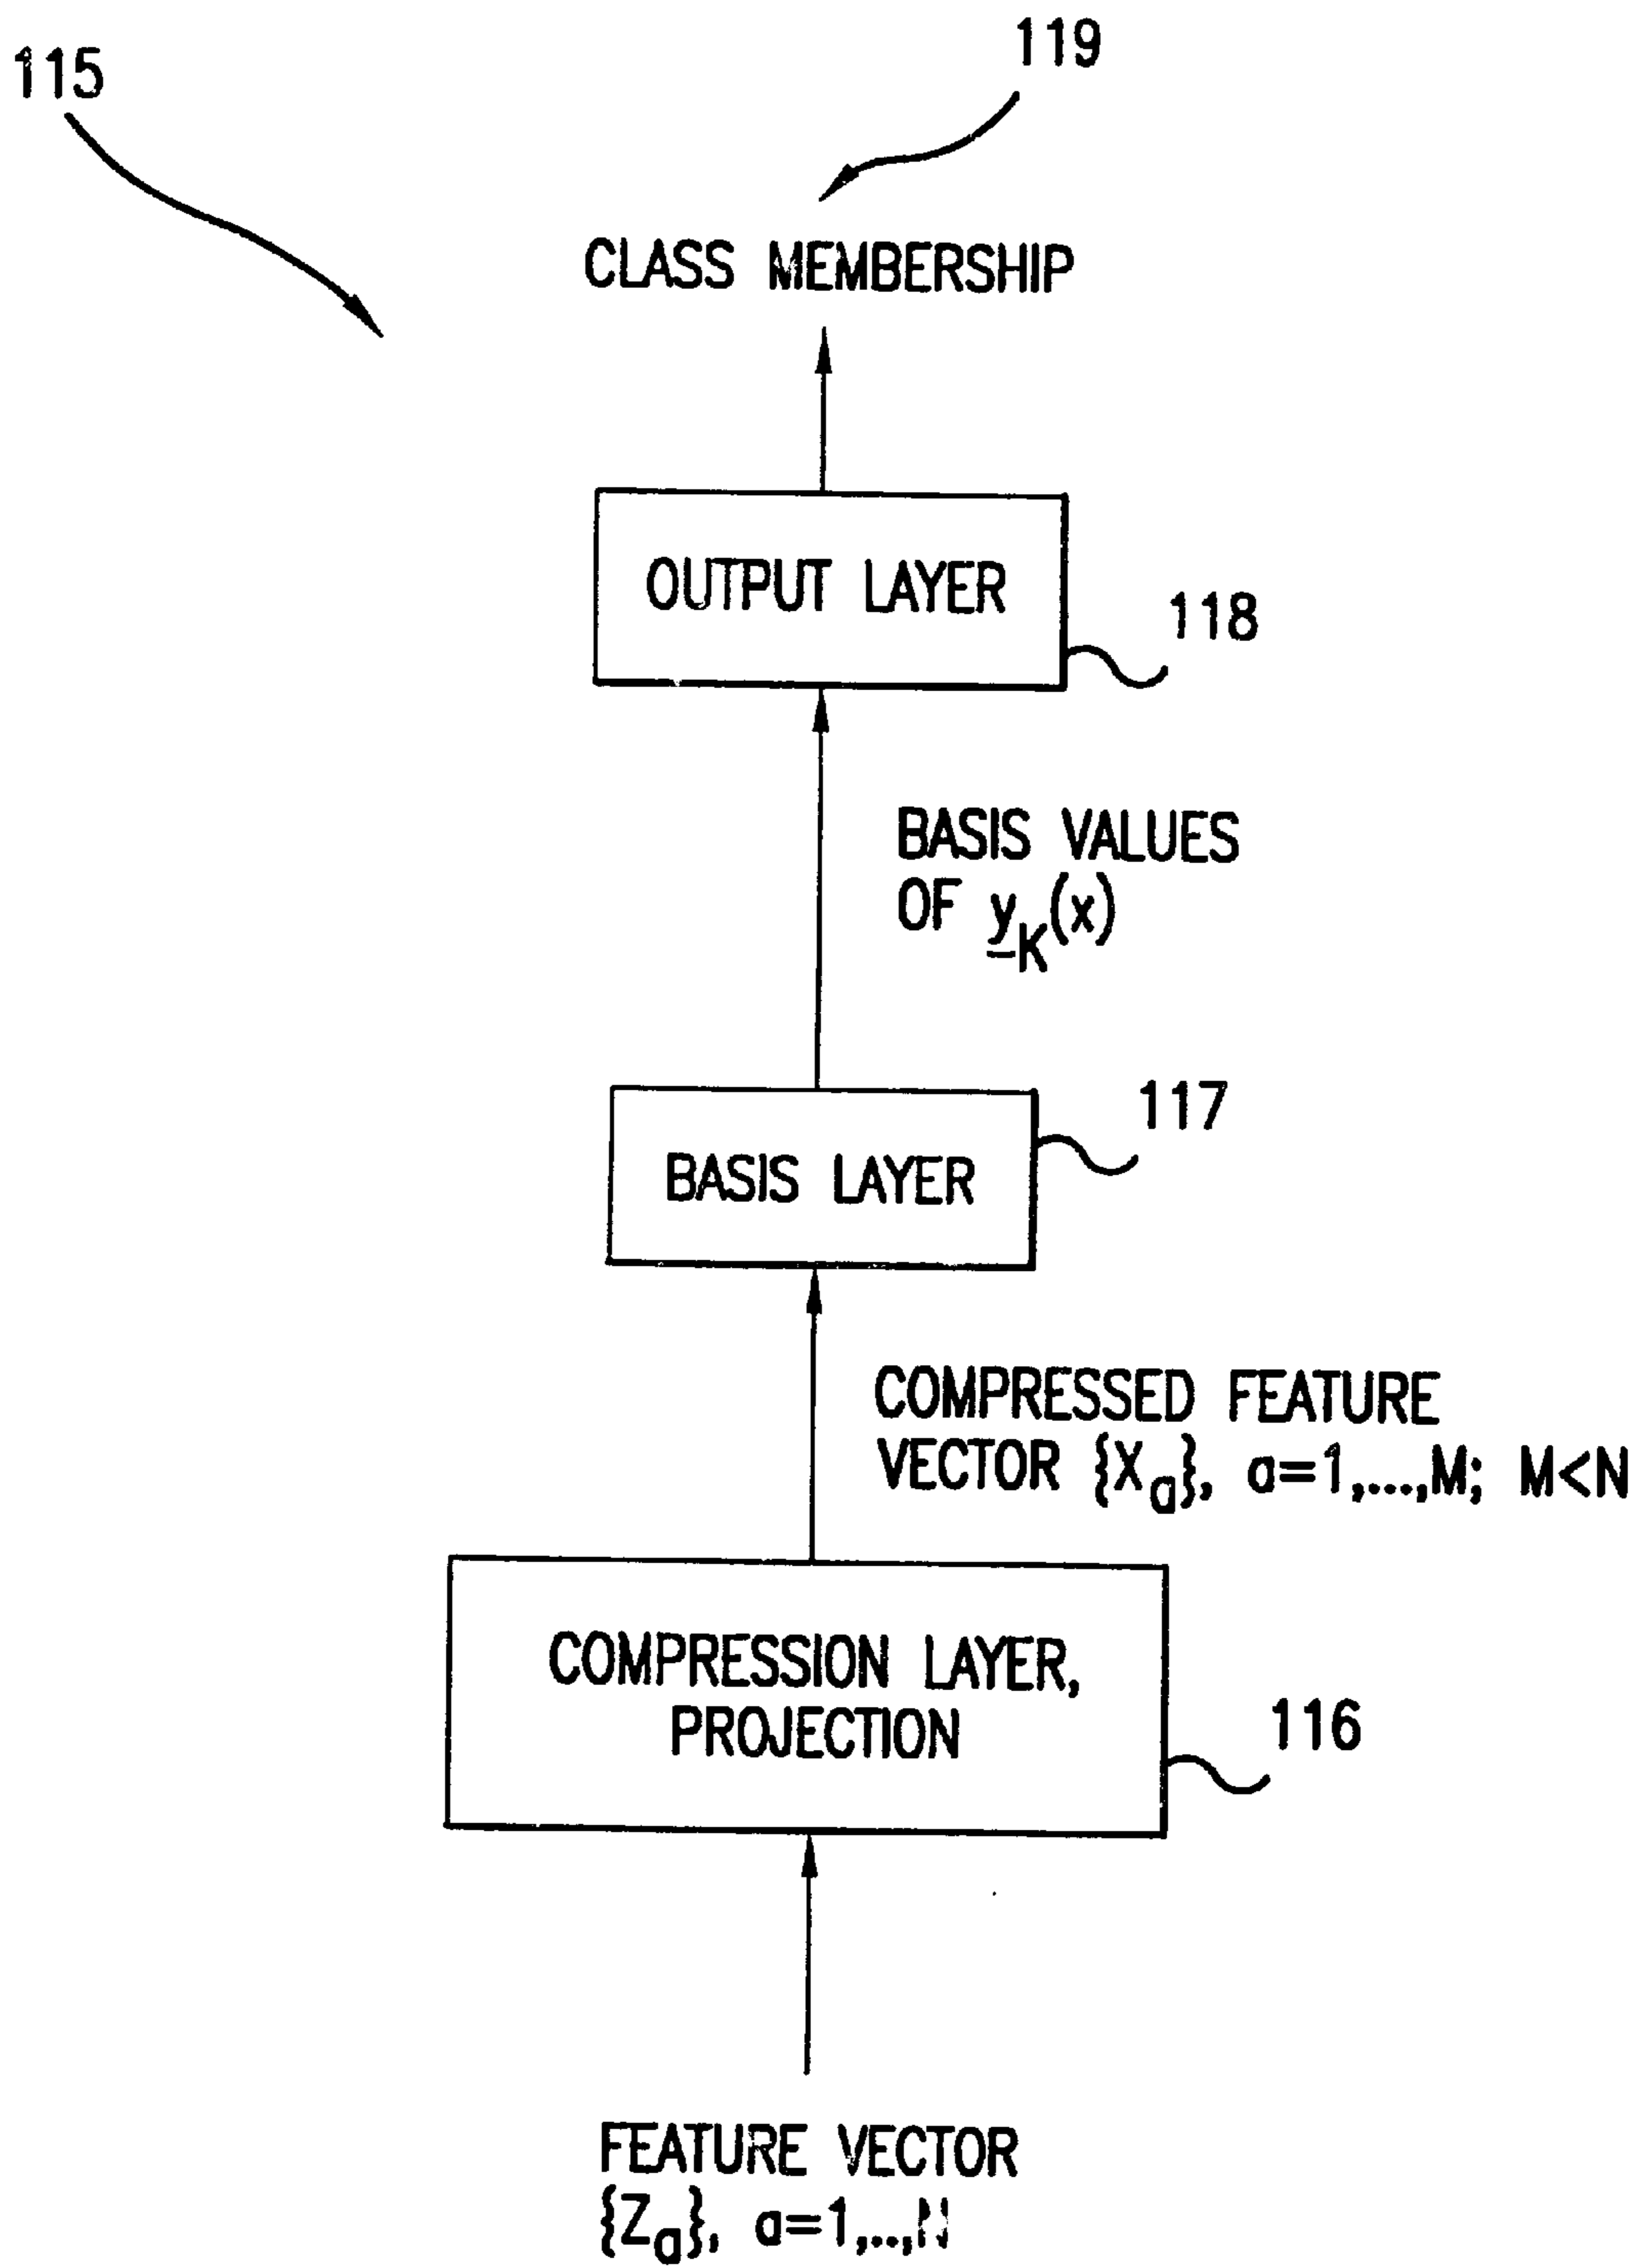 119
115
CLASS MEMBERSHIP
OUTPUT LAYER
118
BASIS VALUES
OF y_K(x)
117
BASIS LAYER
COMPRESSED FEATURE
VECTOR {X_a}, a=1,...,M; M<N
COMPRESSION LAYER,
PROJECTION
116
FEATURE VECTOR
{Z_a}, a=1,..,N